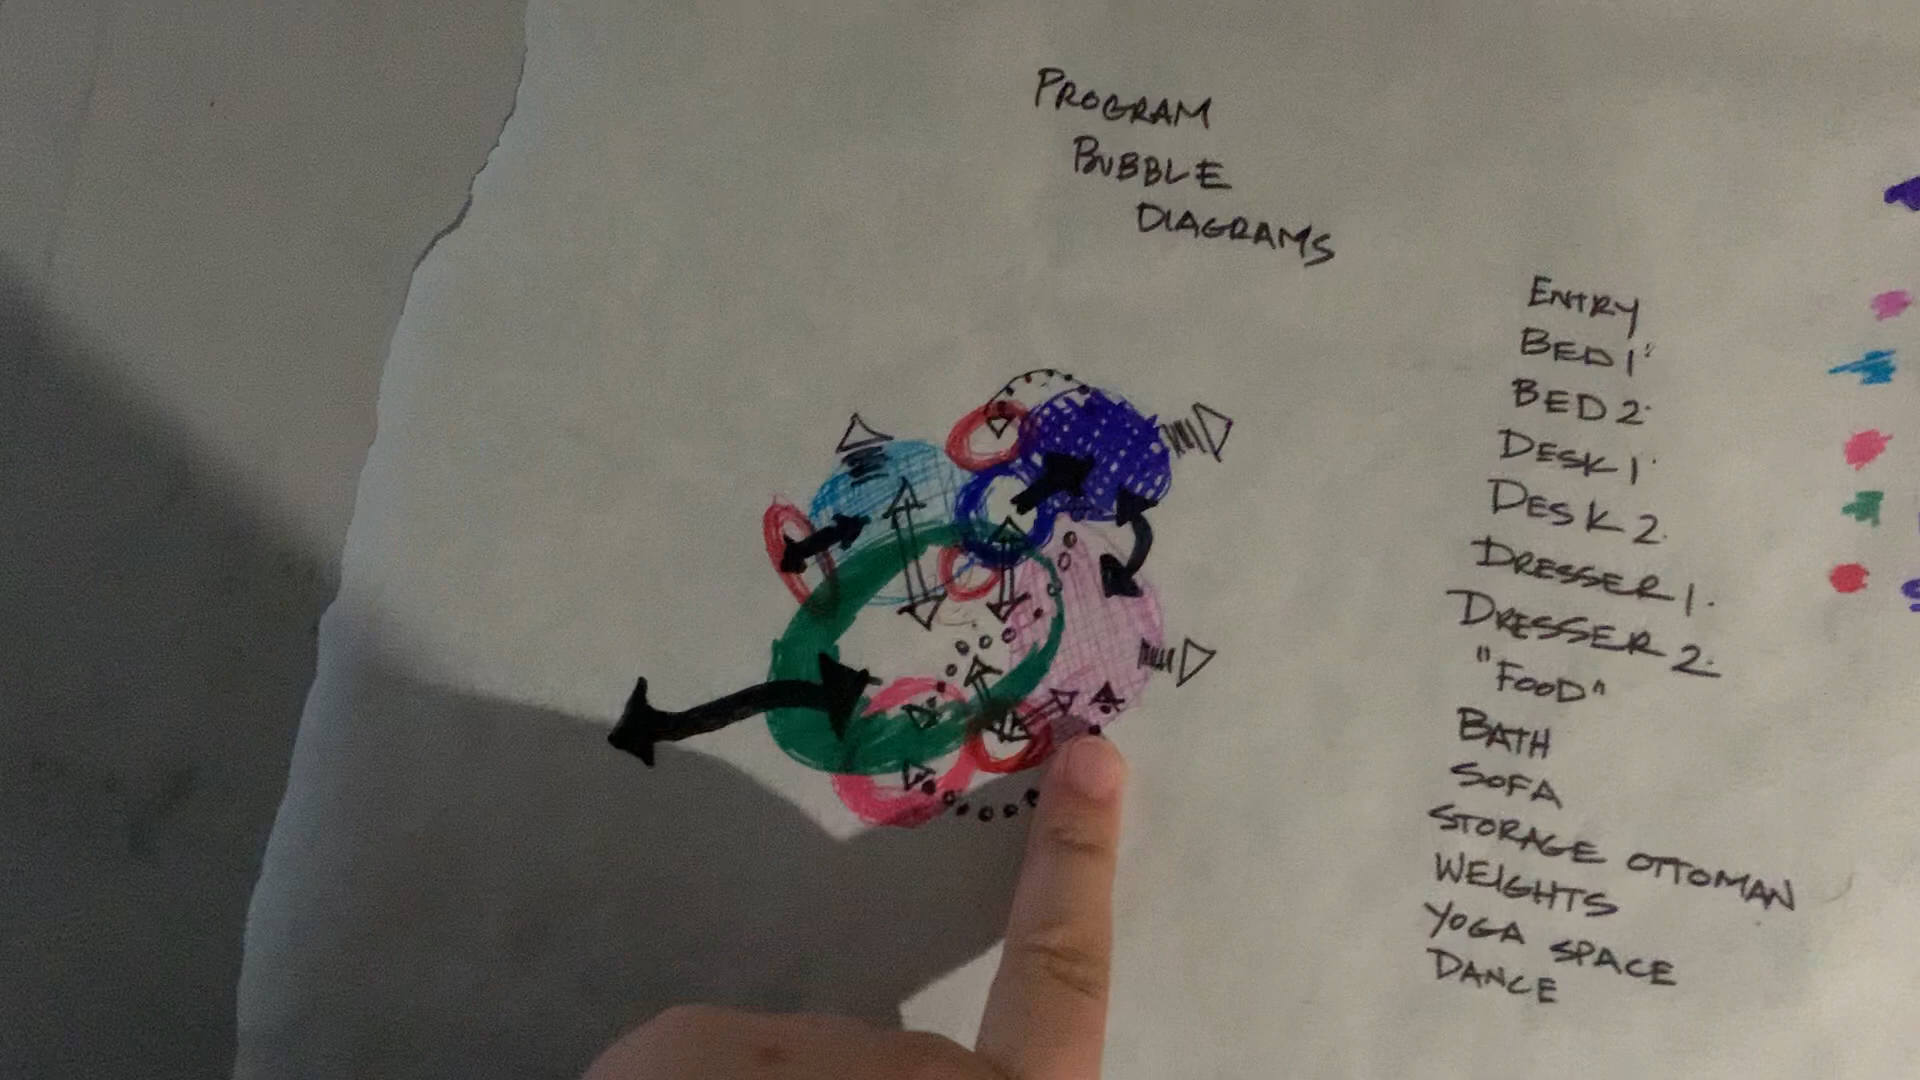 PROGRAM
BUBBLE
DIAGRAMS
ENTRY
BED 1
BED 2
DESK 1
DESK 2
DRESSER 1
DRESSER 2
"FOOD"
BATH
SOFA
STORAGE OTTOMAN
WEIGHTS
YOGA SPACE
DANCE